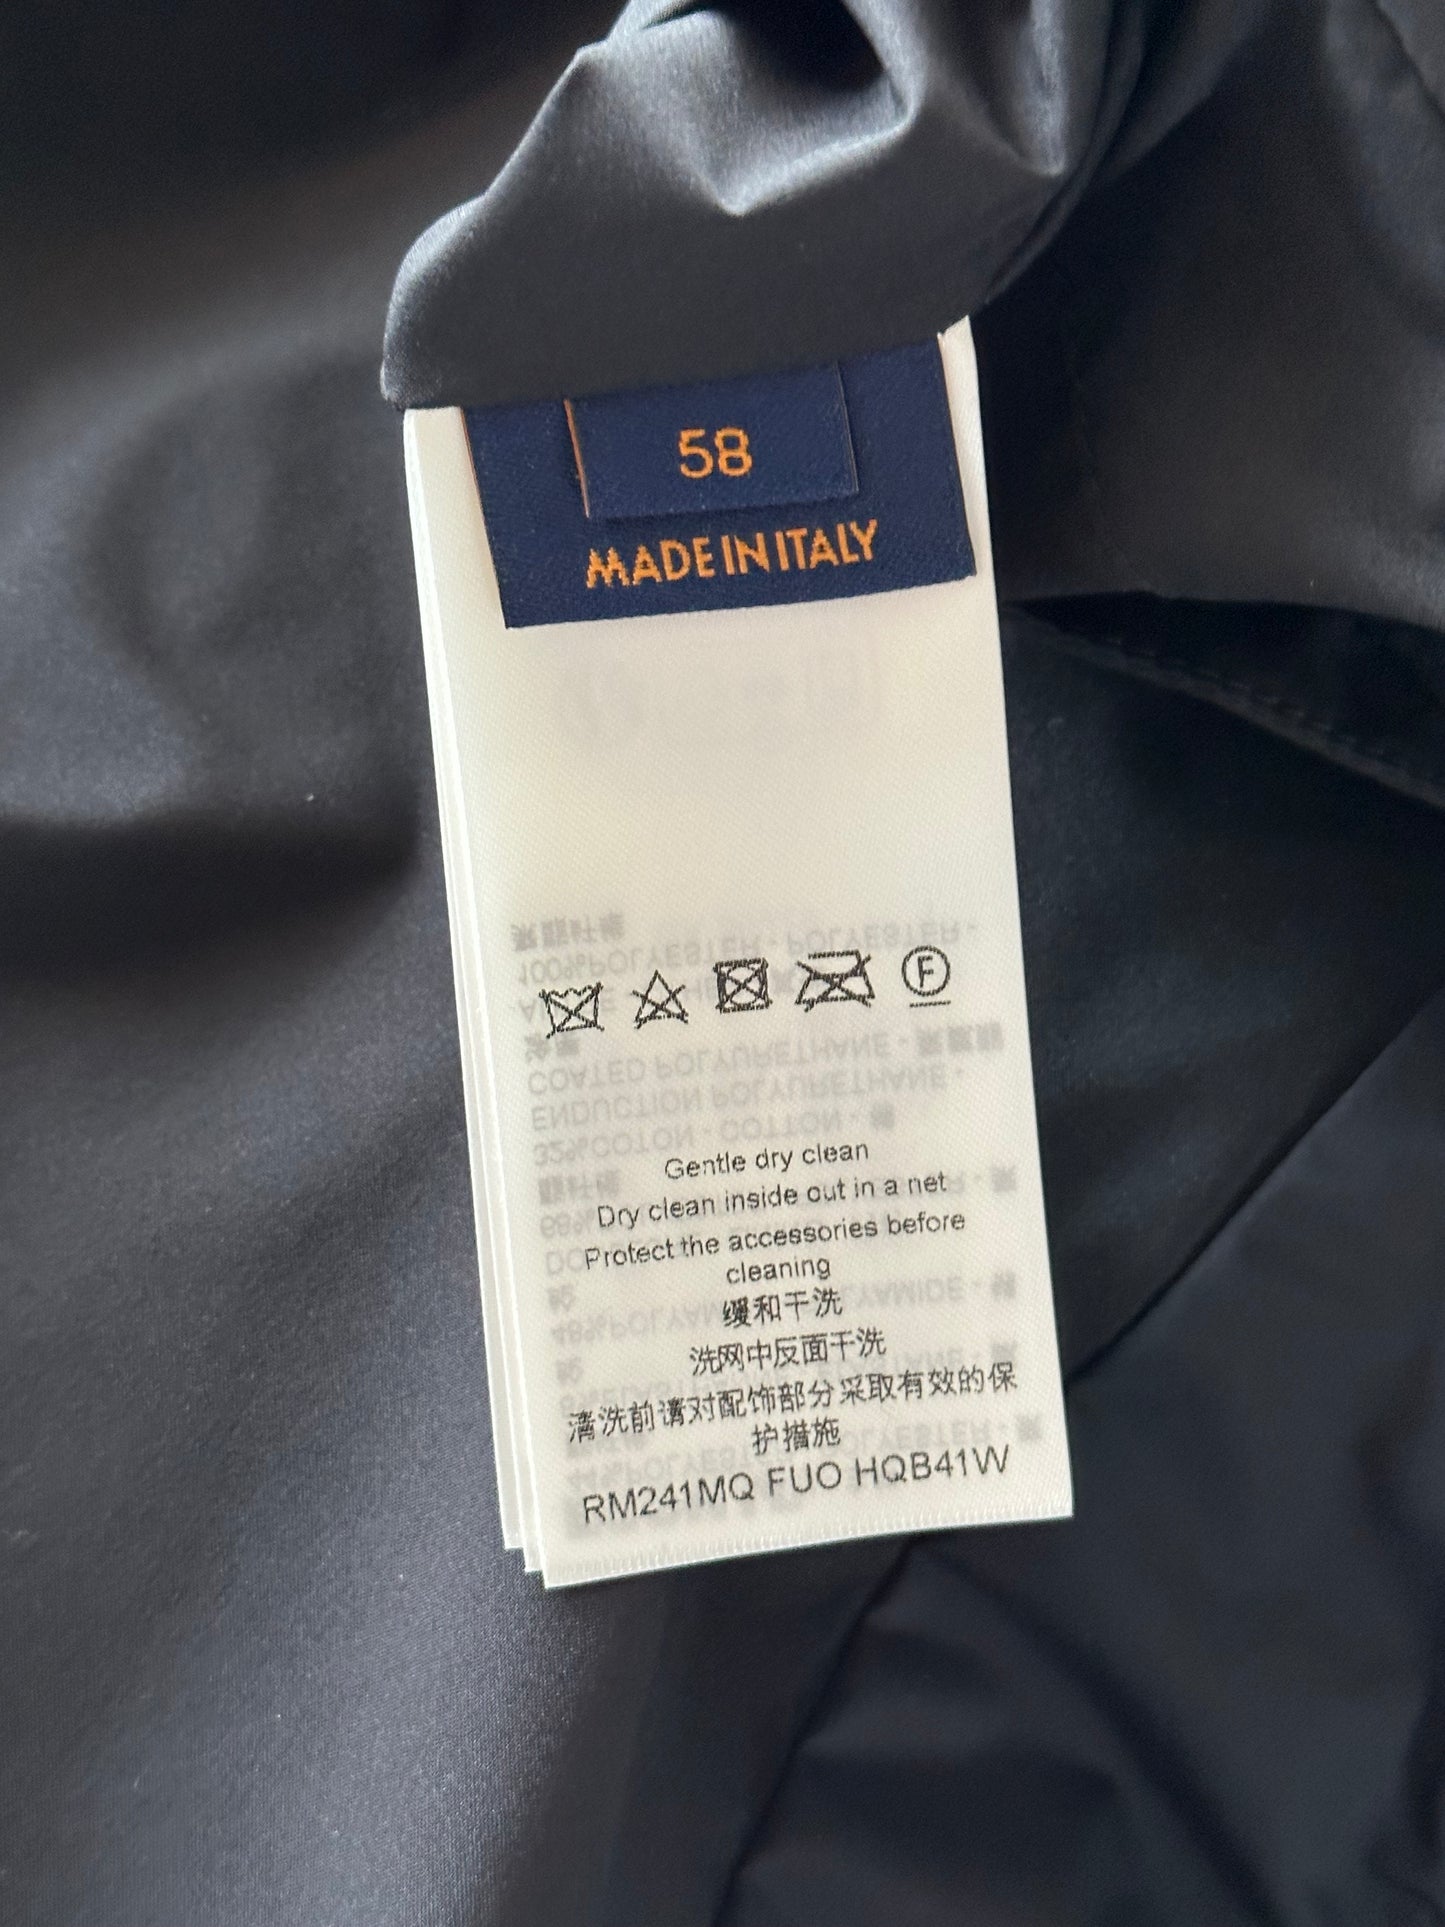 58
MADE IN ITALY
F
Gentle dry clean
Dry clean inside out in a net
Protect the accessories before
cleaning
缓和干洗
洗网中反面干洗
清洗前请对配饰部分采取有效的保
护措施
RM241MQ FUO HQB41W